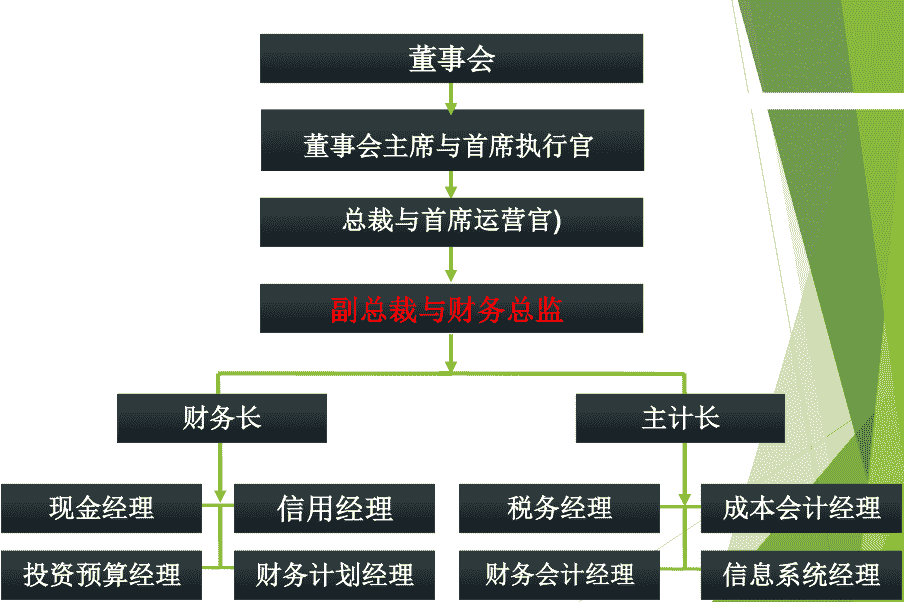 董事会
董事会主席与首席执行官
总裁与首席运营官)
副总裁与财务总监
财务长
主计长
现金经理
信用经理
税务经理
成本会计经理
投资预算经理
财务计划经理
财务会计经理
信息系统经理